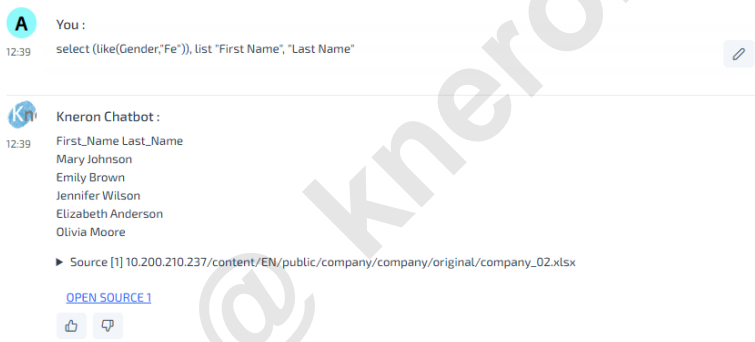 A
You :
12:39
select (like(Gender,"Fe")), list "First Name", "Last Name"
Kn
Kneron Chatbot :
12:39
First_Name Last_Name
Mary Johnson
Emily Brown
Jennifer Wilson
Elizabeth Anderson
Olivia Moore
▶ Source [1] 10.200.210.237/content/EN/public/company/company/original/company_02.xlsx
OPEN SOURCE 1
@ knero